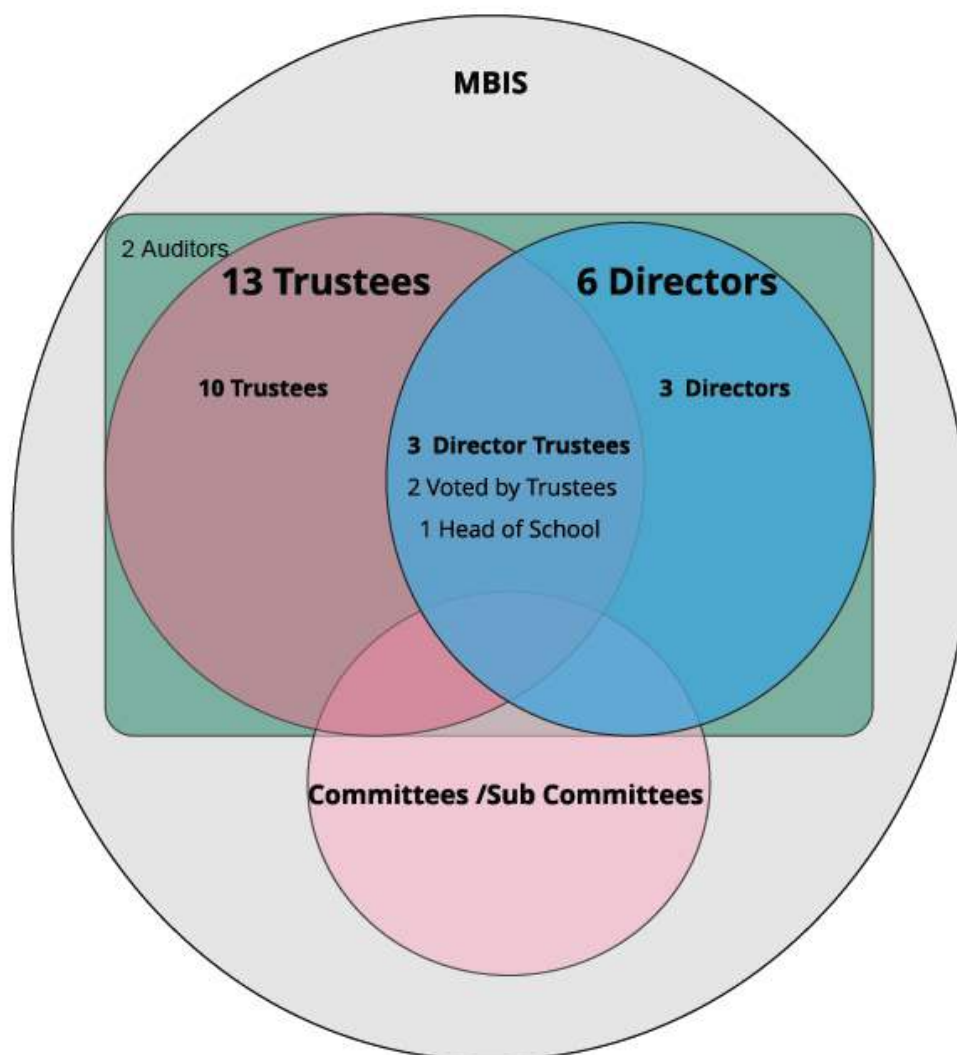 MBIS
2 Auditors
13 Trustees
6 Directors
10 Trustees
3 Directors
3 Director Trustees
2 Voted by Trustees
1 Head of School
Committees /Sub Committees